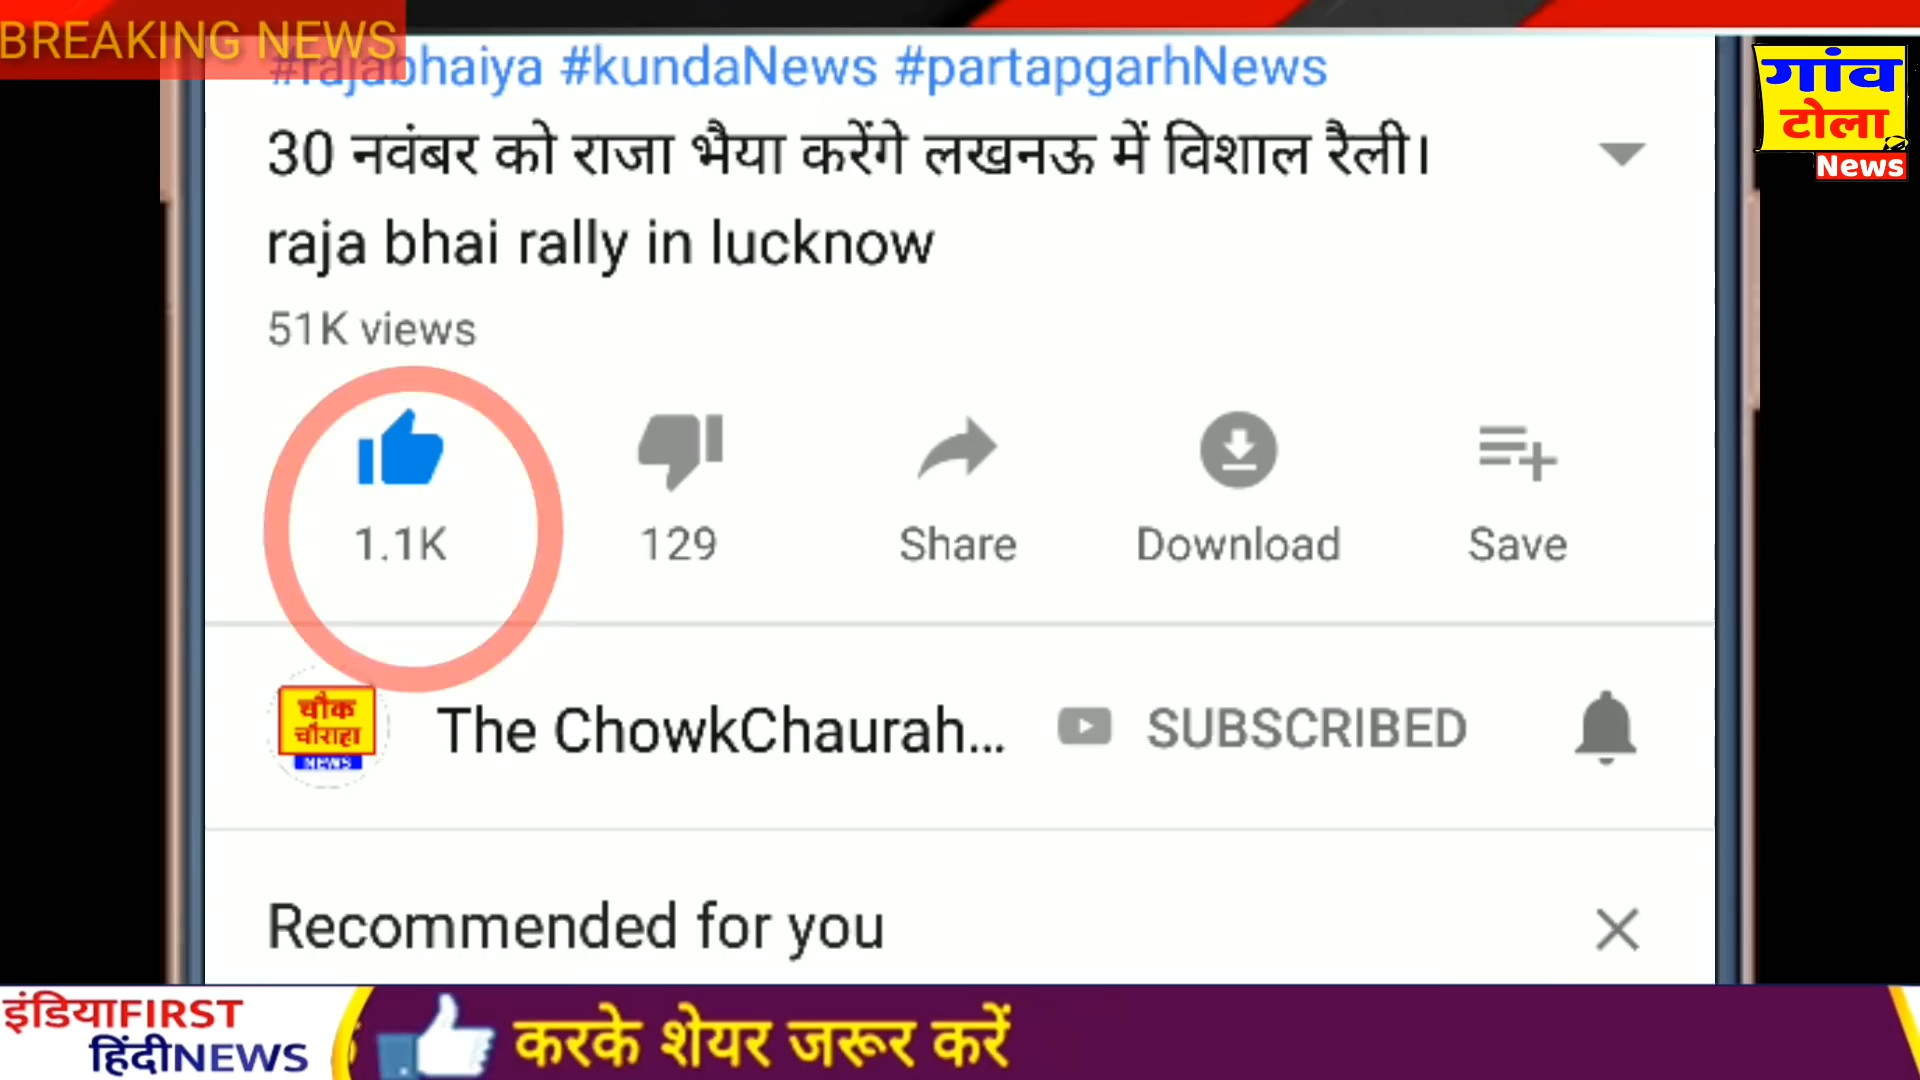 BREAKING NEWS
#rajabhaiya #kundaNews #partapgarhNews
गांव
टोला
News
30 नवंबर को राजा भैया करेंगे लखनऊ में विशाल रैली।
raja bhai rally in lucknow
51K views
1.1K
129
Share
Download
Save
चौक
चौराहा
NEWS
The ChowkChaurah...
SUBSCRIBED
Recommended for you
इंडियाFIRST
हिंदीNEWS
करके शेयर जरूर करें